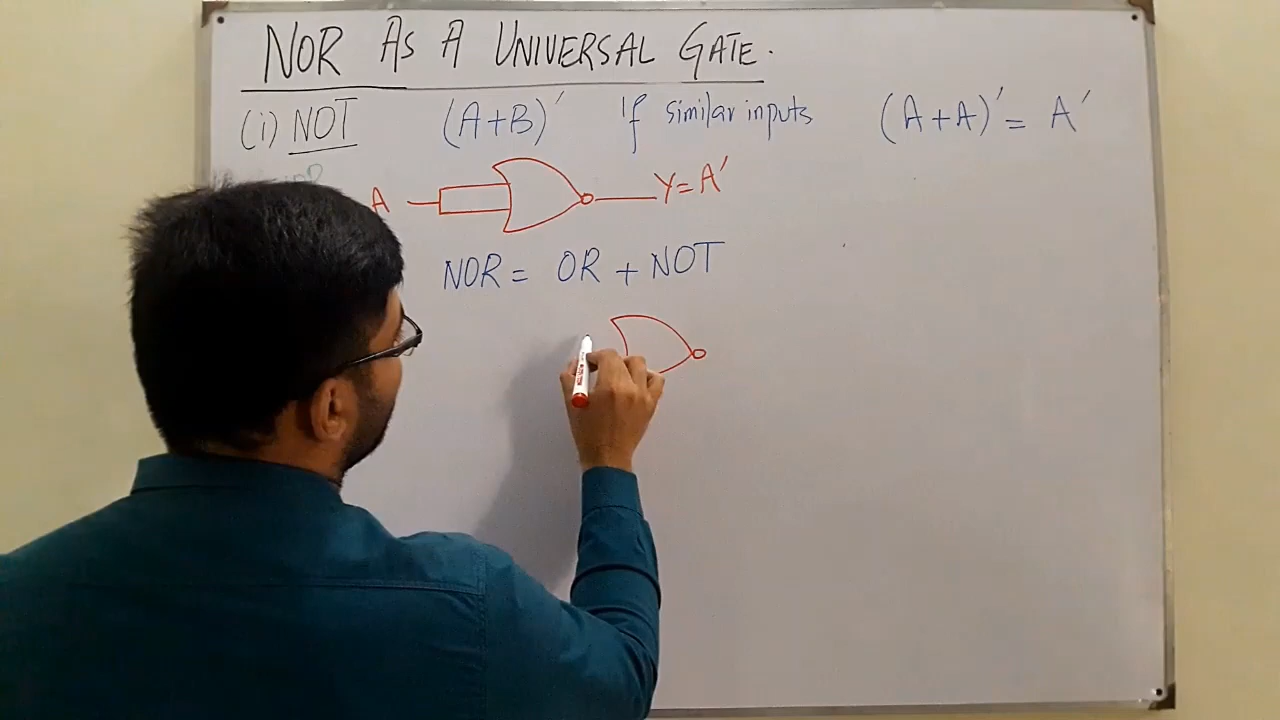 NOR AS A UNIVERSAL GATE.
(i) NOT (A+B)′ If similar inputs (A+A)′ = A′
A Y=A′
NOR = OR + NOT